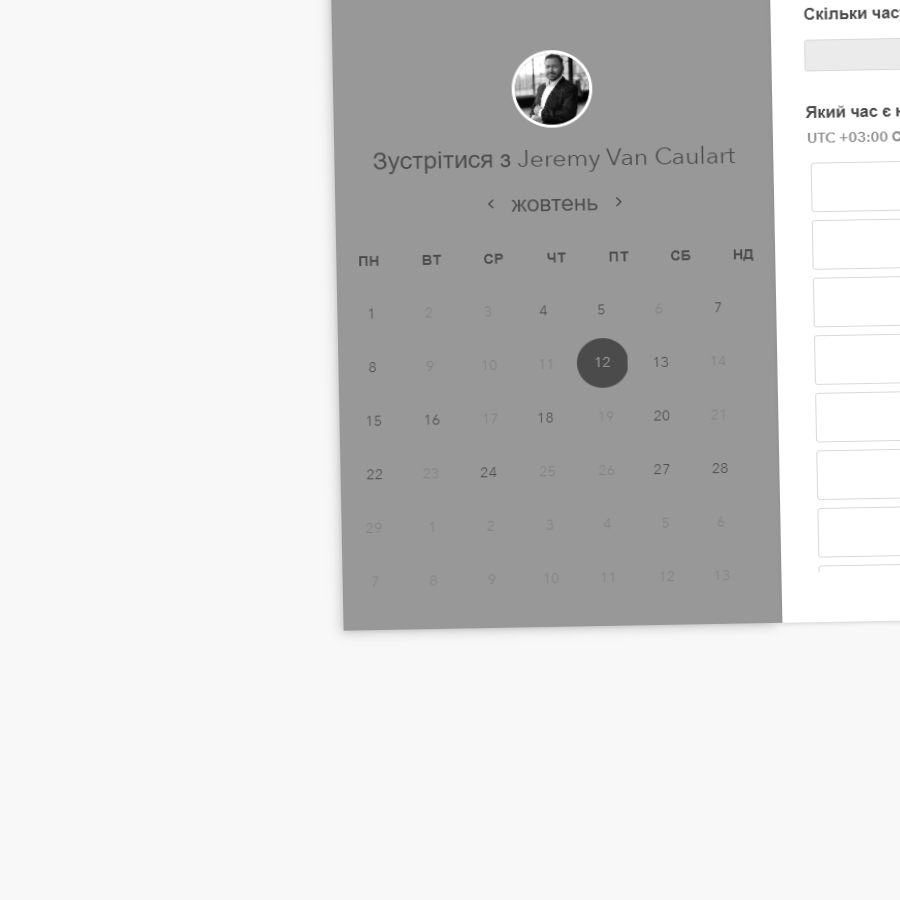 Скільки час
Який час є н
UTC +03:00 С
Зустрітися з Jeremy Van Caulart
жовтень
ПН ВТ СР ЧТ ПТ СБ НД
1 2 3 4 5 6 7
8 9 10 11 12 13 14
15 16 17 18 19 20 21
22 23 24 25 26 27 28
29 1 2 3 4 5 6
7 8 9 10 11 12 13